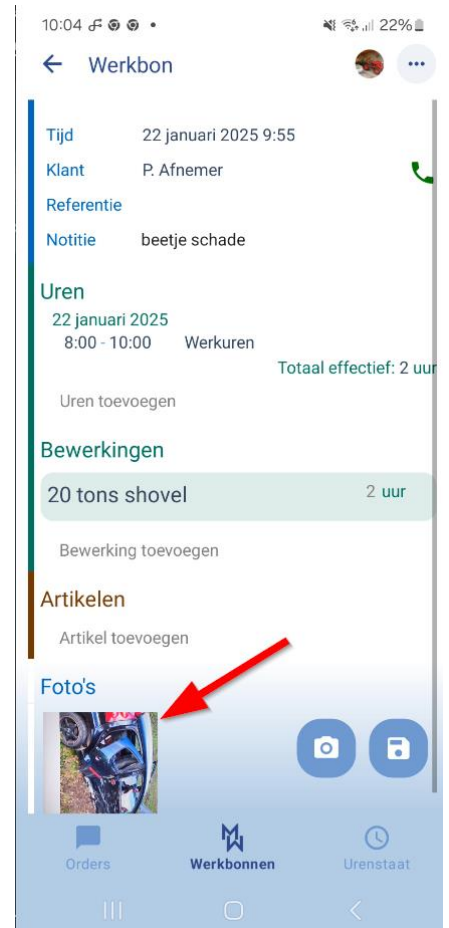 10:04
22%
Werkbon
Tijd 22 januari 2025 9:55
Klant P. Afnemer
Referentie
Notitie beetje schade
Uren
22 januari 2025
8:00 - 10:00 Werkuren
Totaal effectief: 2 uur
Uren toevoegen
Bewerkingen
20 tons shovel 2 uur
Bewerking toevoegen
Artikelen
Artikel toevoegen
Foto's
Orders Werkbonnen Urenstaat